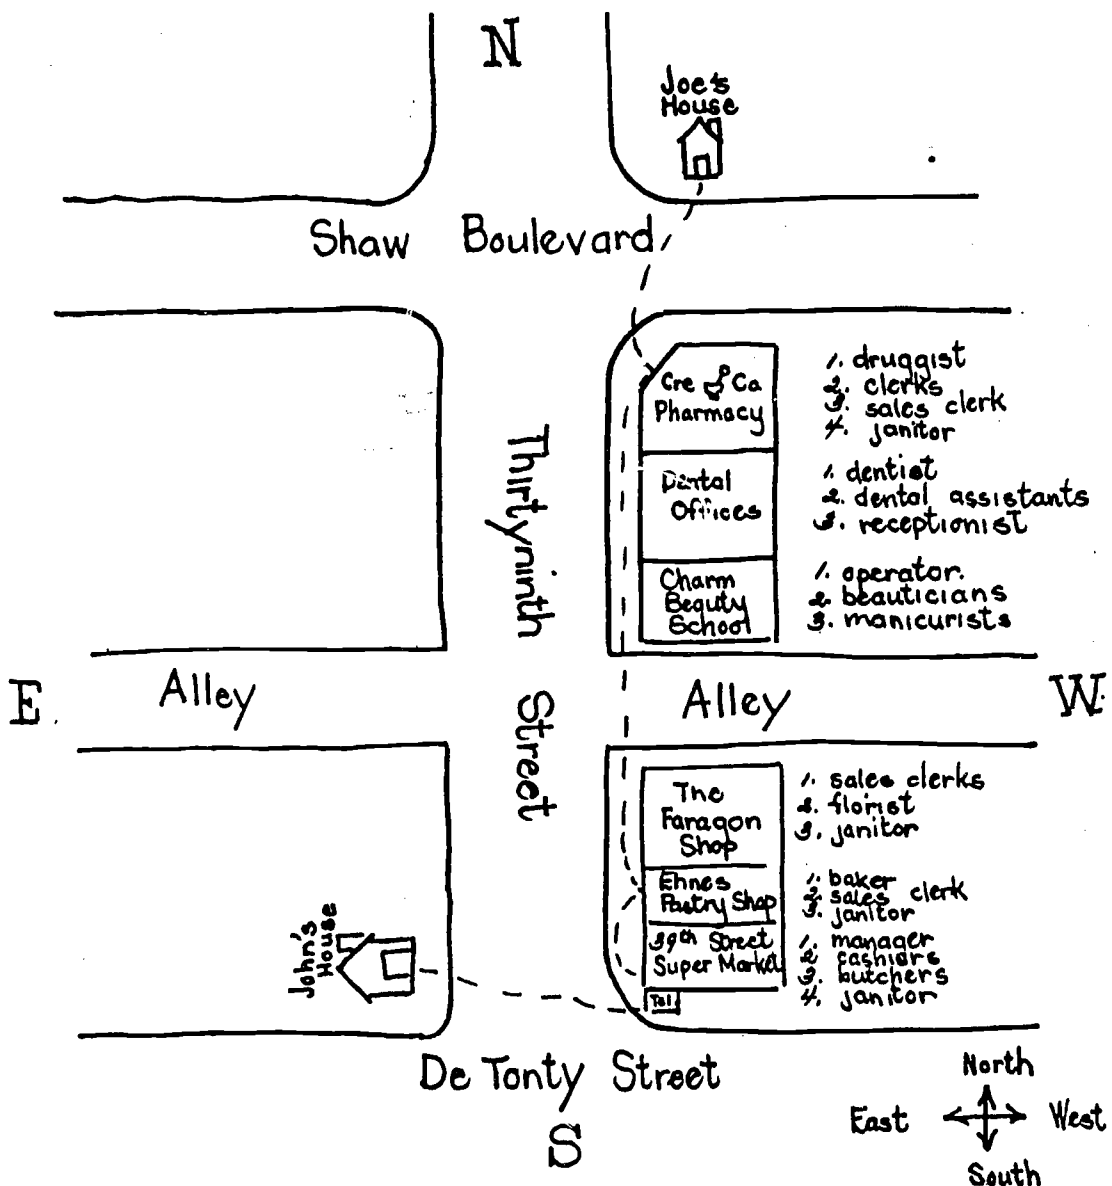 N
Joe's
House
Shaw Boulevard
Cre Ca
Pharmacy
1. druggist
2. clerks
3. sales clerk
4. janitor
Dental
Offices
1. dentist
2. dental assistants
3. receptionist
Charm
Beauty
School
1. operator.
2. beauticians
3. manicurists
Thirtyninth Street
E
Alley
Alley
W
The
Faragon
Shop
1. sales clerks
2. florist
3. janitor
Ehnes
Pastry Shop
1. baker
2. sales clerk
3. janitor
39th Street
Super Market
1. manager
2. cashiers
3. butchers
4. janitor
John's
House
Tel
De Tonty Street
S
North
East West
South